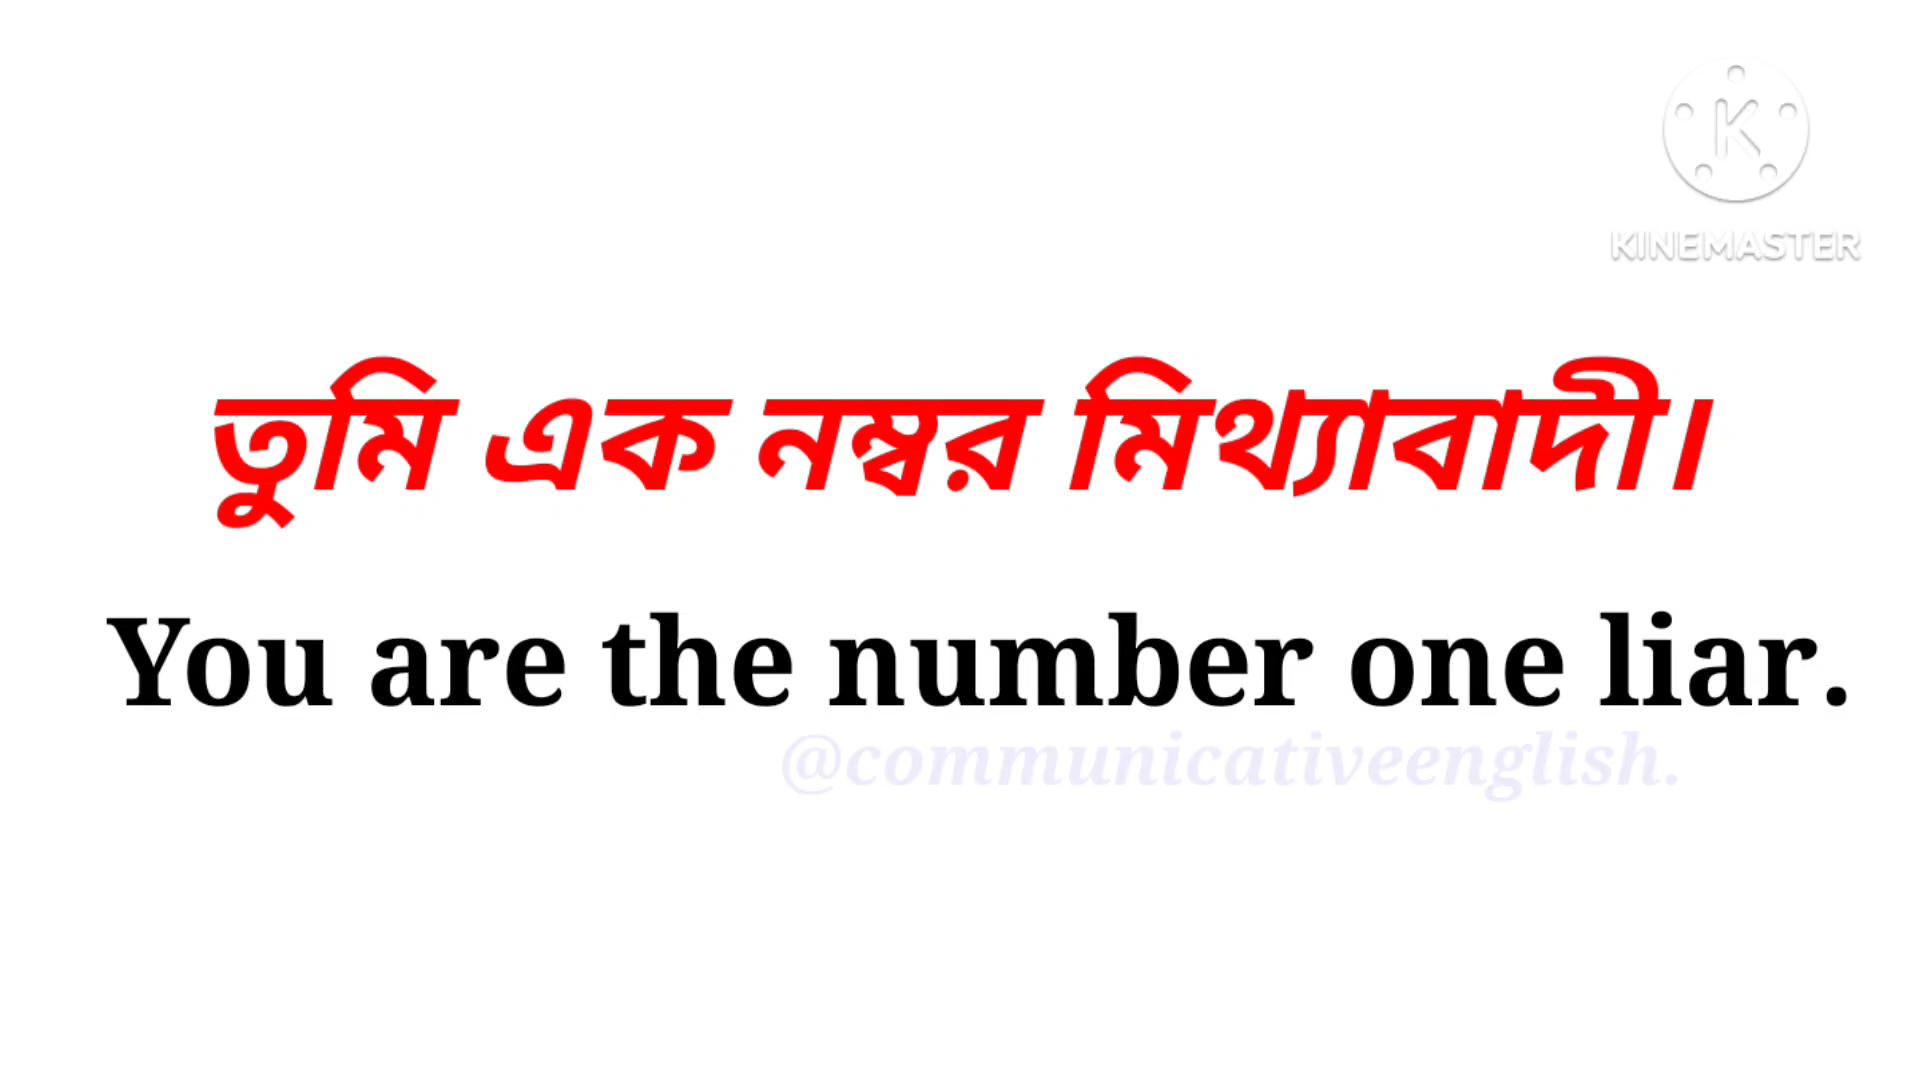 K
KINEMASTER
তুমি এক নম্বর মিথ্যাবাদী।
You are the number one liar.
@communicativeenglish.